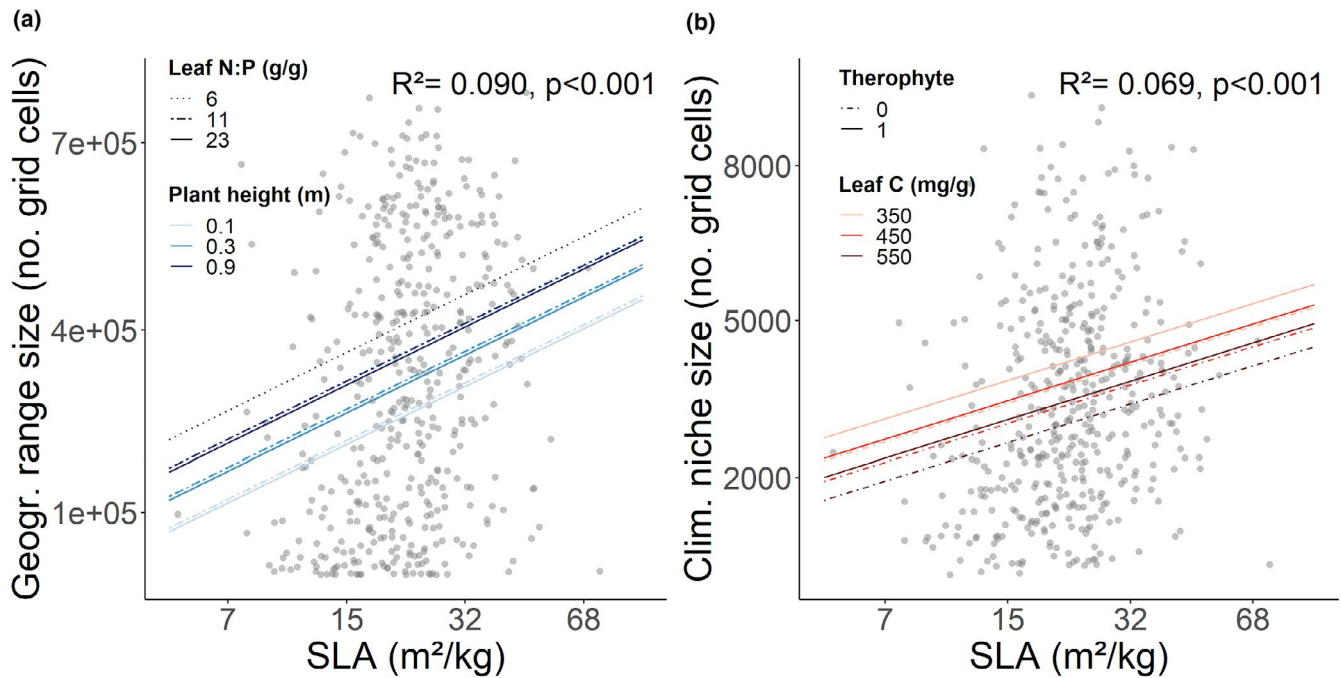 (a)
Geogr. range size (no. grid cells)
7e+05
4e+05
1e+05
Leaf N:P (g/g)
6
11
23
Plant height (m)
0.1
0.3
0.9
R²= 0.090, p<0.001
7
15
32
68
SLA (m²/kg)
(b)
Clim. niche size (no. grid cells)
8000
5000
2000
Therophyte
0
1
Leaf C (mg/g)
350
450
550
R²= 0.069, p<0.001
7
15
32
68
SLA (m²/kg)